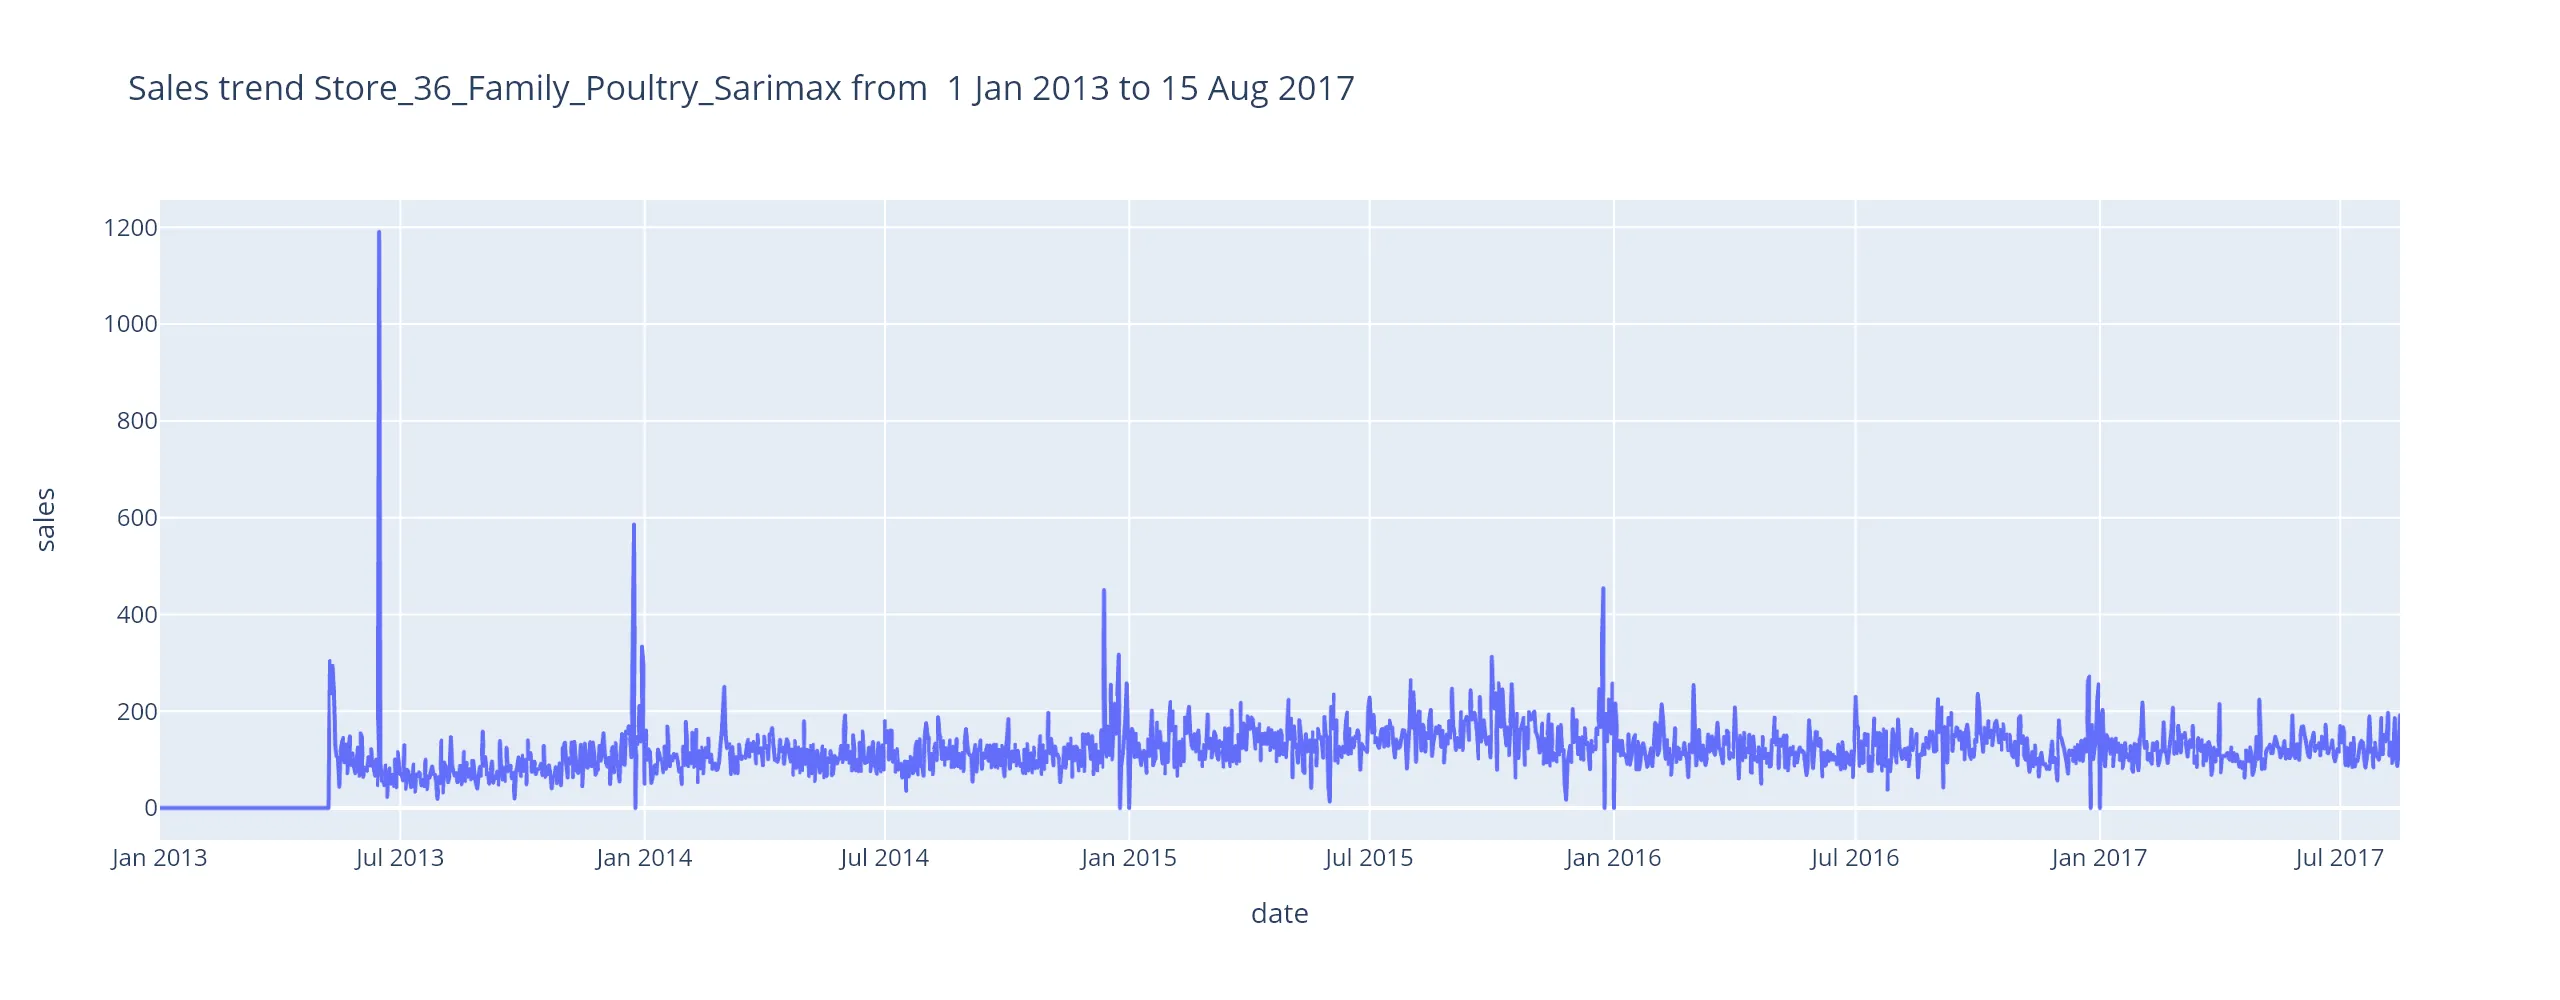 Sales trend Store_36_Family_Poultry_Sarimax from  1 Jan 2013 to 15 Aug 2017
1200
1000
800
600
400
200
0
sales
Jan 2013 Jul 2013 Jan 2014 Jul 2014 Jan 2015 Jul 2015 Jan 2016 Jul 2016 Jan 2017 Jul 2017
date